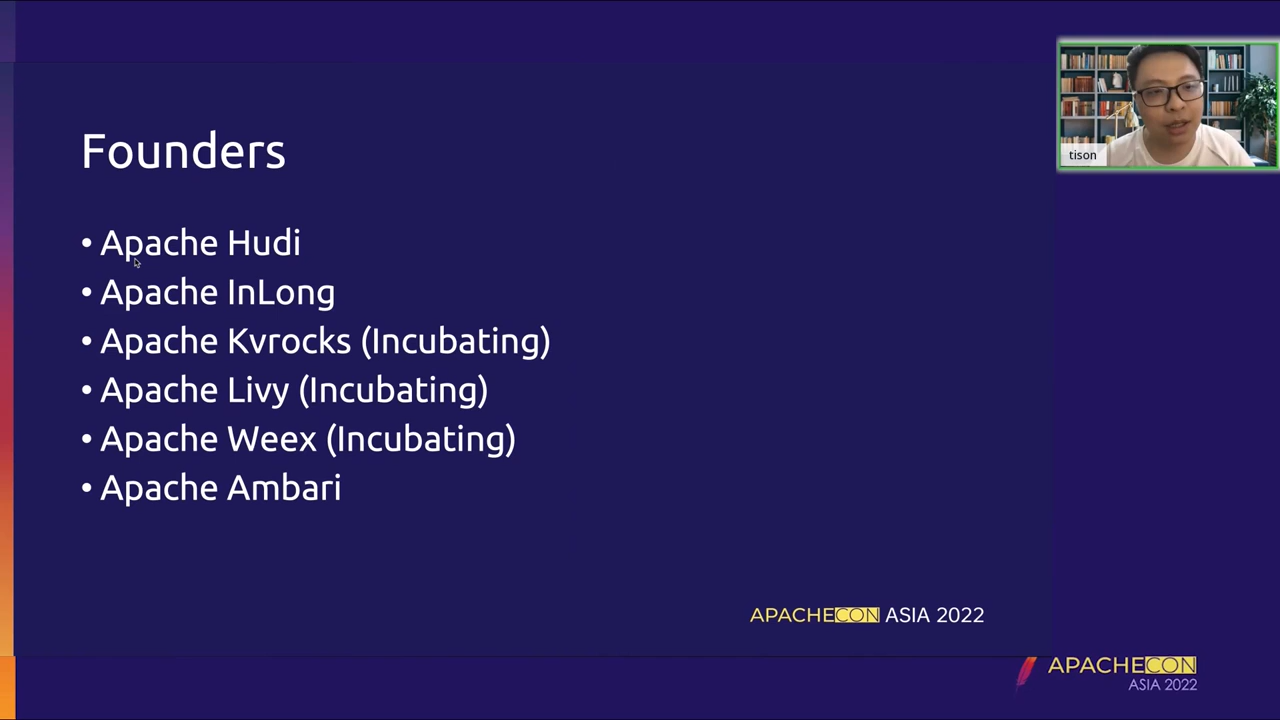 Founders
• Apache Hudi
• Apache InLong
• Apache Kvrocks (Incubating)
• Apache Livy (Incubating)
• Apache Weex (Incubating)
• Apache Ambari
tison
APACHECON ASIA 2022
APACHECON
ASIA 2022